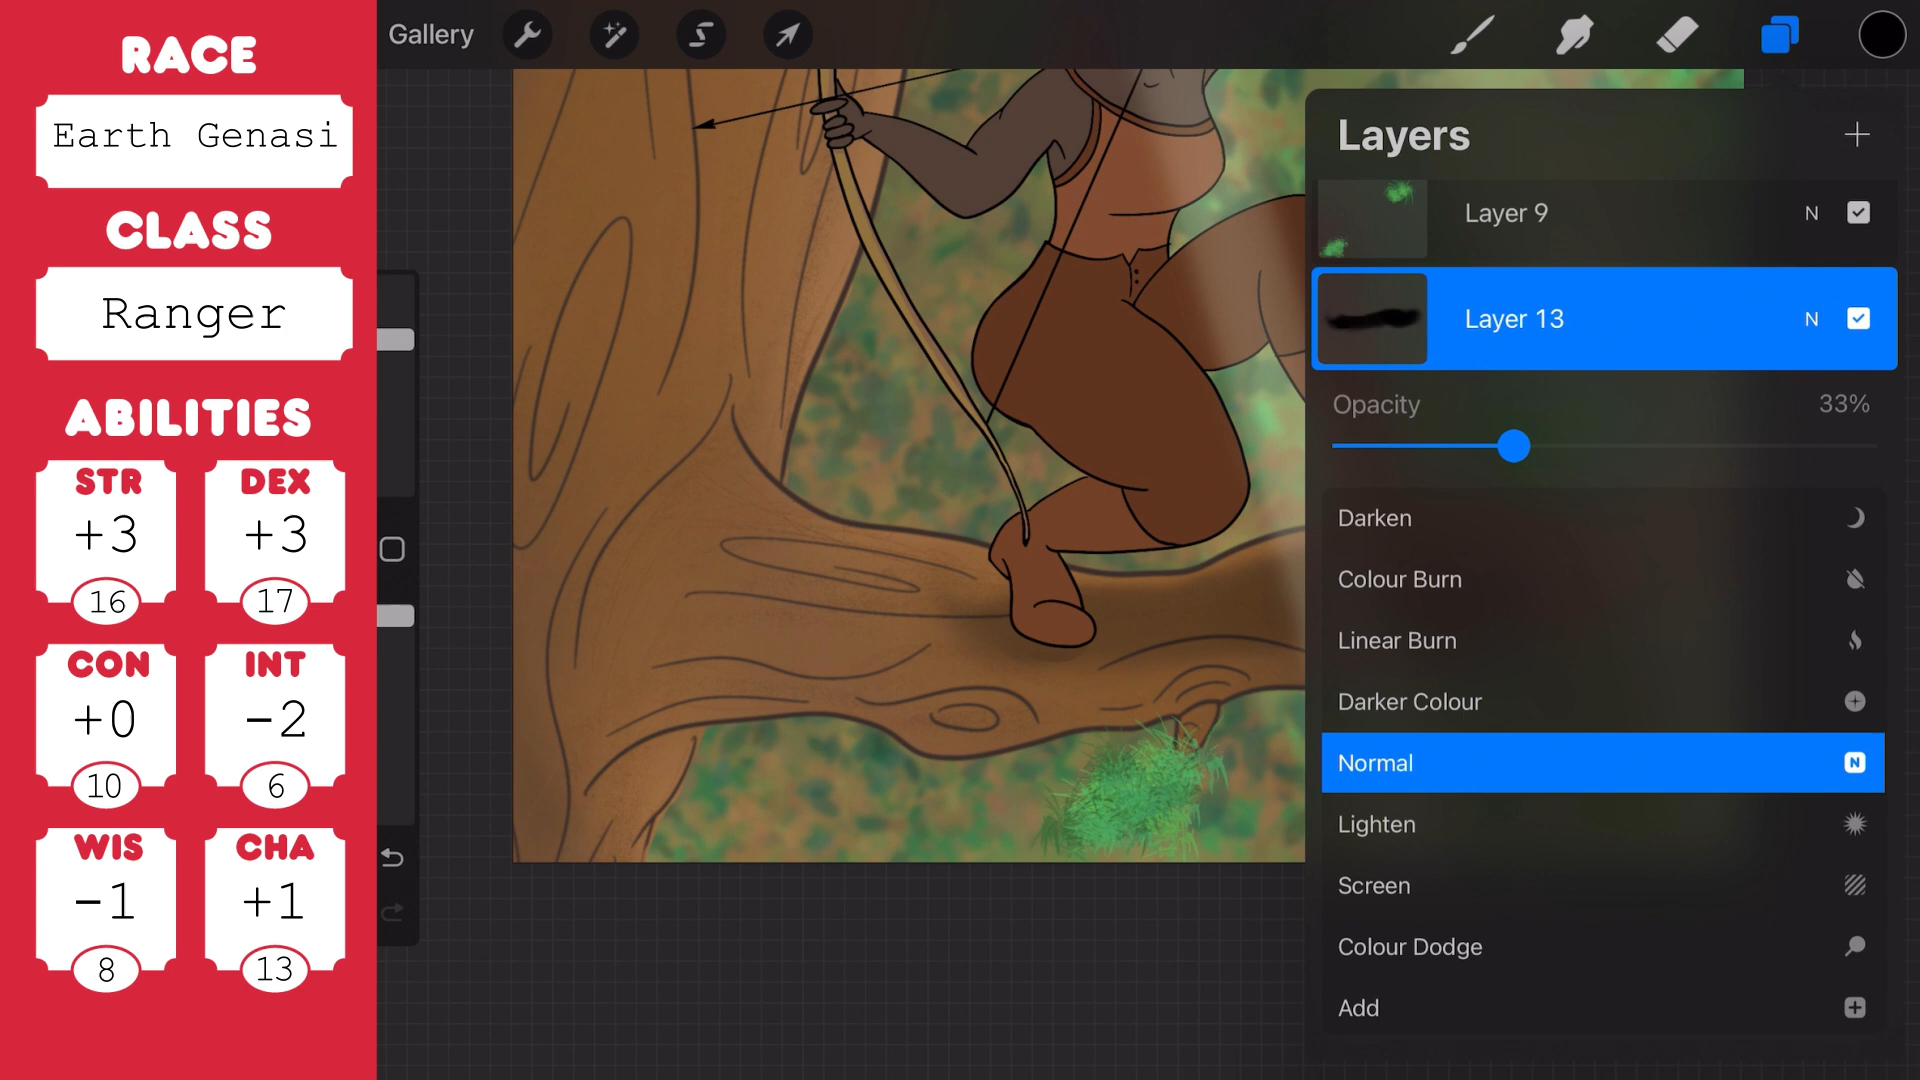 RACE
Earth Genasi
CLASS
Ranger
ABILITIES
STR
+3
16
DEX
+3
17
CON
+0
10
INT
-2
6
WIS
-1
8
CHA
+1
13
Gallery
Layers
Layer 9
N
Layer 13
N
Opacity
33%
Darken
Colour Burn
Linear Burn
Darker Colour
Normal
N
Lighten
Screen
Colour Dodge
Add